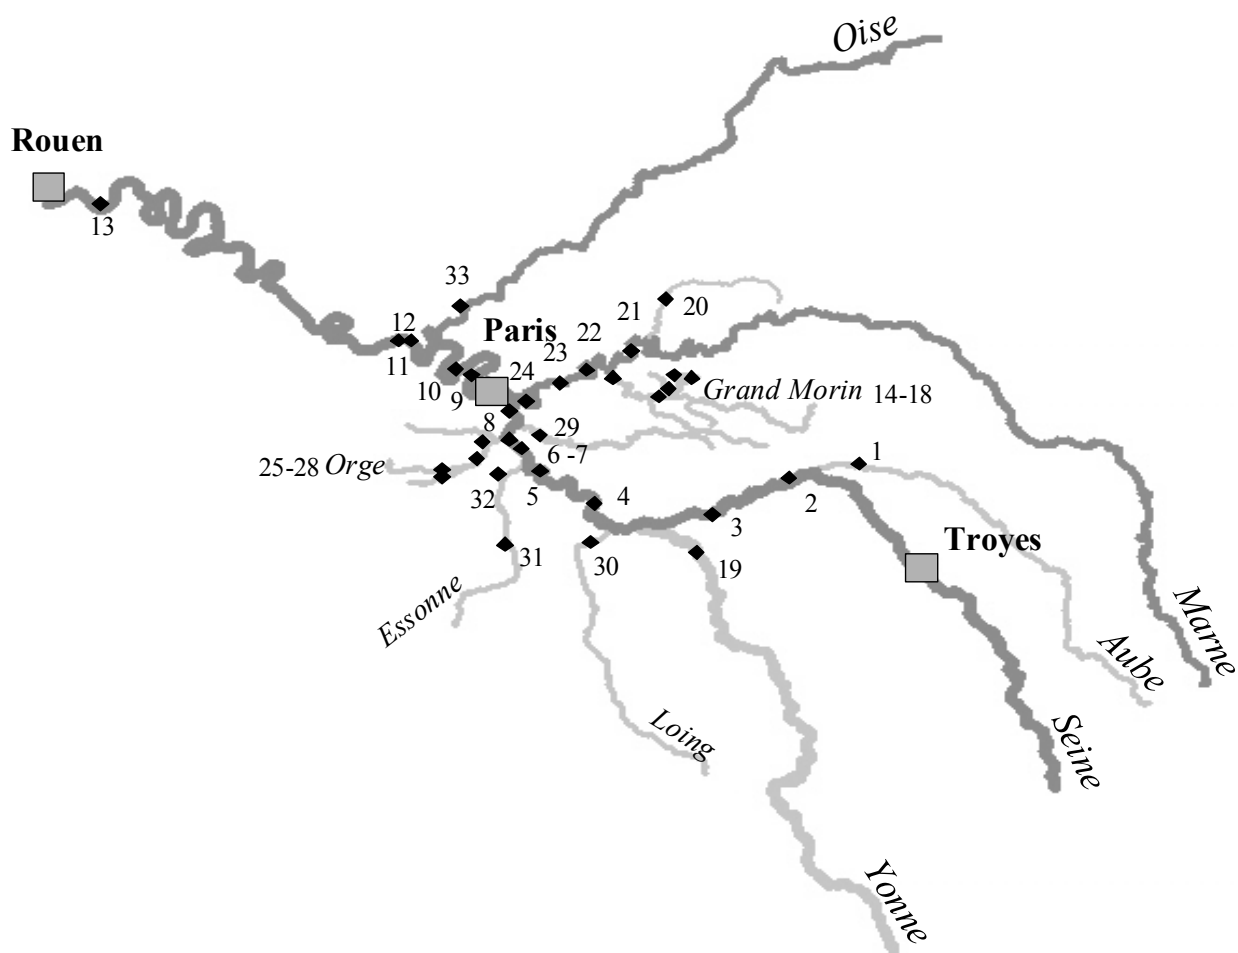 Oise
Rouen
13
33
20
21
12
Paris
22
23
11
24
10
Grand Morin 14-18
9
8
29
1
6 -7
25-28 Orge
32
5
4
2
3
Troyes
31
30
19
Essonne
Marne
Aube
Loing
Seine
Yonne